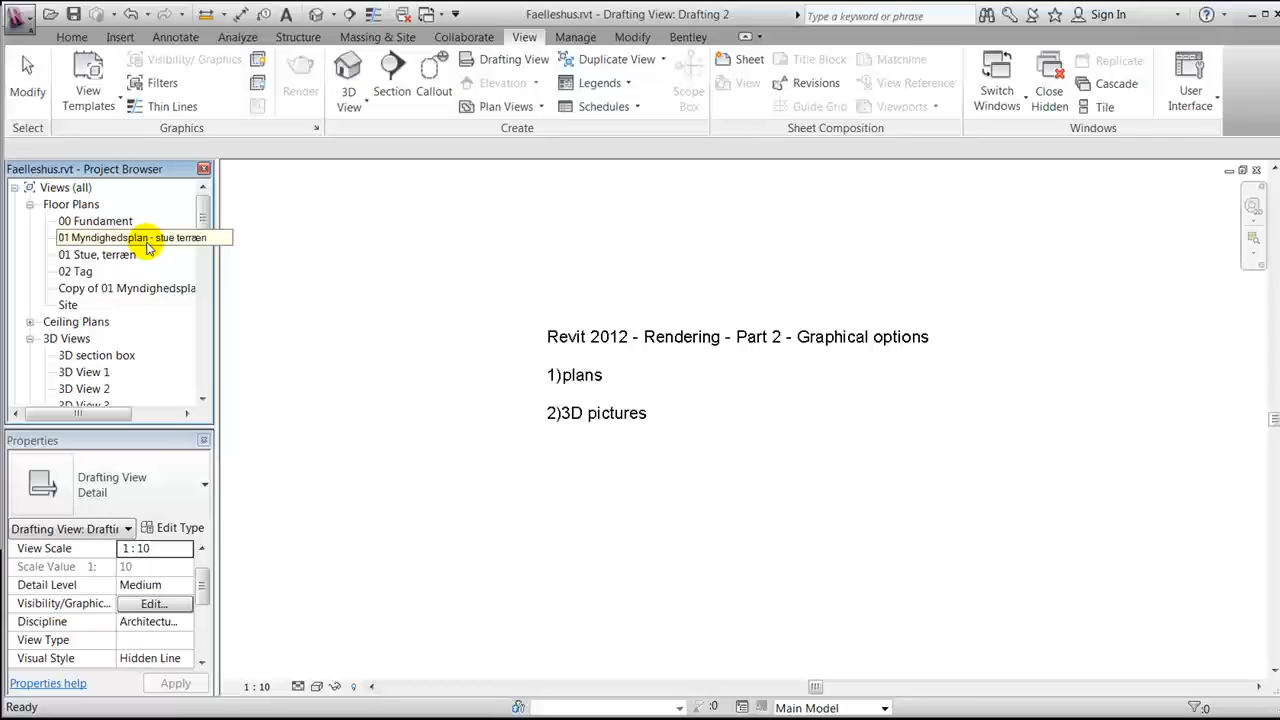 Faelleshus.rvt - Drafting View: Drafting 2
Type a keyword or phrase
Sign In
Home Insert Annotate Analyze Structure Massing & Site Collaborate View Manage Modify Bentley
Modify
View Templates
Visibility/ Graphics
Filters
Thin Lines
Render
3D View
Section
Callout
Drafting View
Elevation
Plan Views
Duplicate View
Legends
Schedules
Scope Box
Sheet
View
Title Block
Revisions
Guide Grid
Matchline
View Reference
Viewports
Switch Windows
Close Hidden
Replicate
Cascade
Tile
User Interface
Select Graphics Create Sheet Composition Windows
Faelleshus.rvt - Project Browser
Views (all)
Floor Plans
00 Fundament
01 Myndighedsplan - stue terræn
01 Stue, terræn
02 Tag
Copy of 01 Myndighedspla
Site
Ceiling Plans
3D Views
3D section box
3D View 1
3D View 2
Revit 2012 - Rendering - Part 2 - Graphical options
1)plans
2)3D pictures
Properties
Drafting View
Detail
Drafting View: Draftir
Edit Type
View Scale 1 : 10
Scale Value 1: 10
Detail Level Medium
Visibility/Graphic... Edit...
Discipline Architectu...
View Type
Visual Style Hidden Line
Properties help Apply
1 : 10
Ready
:0
Main Model
:0